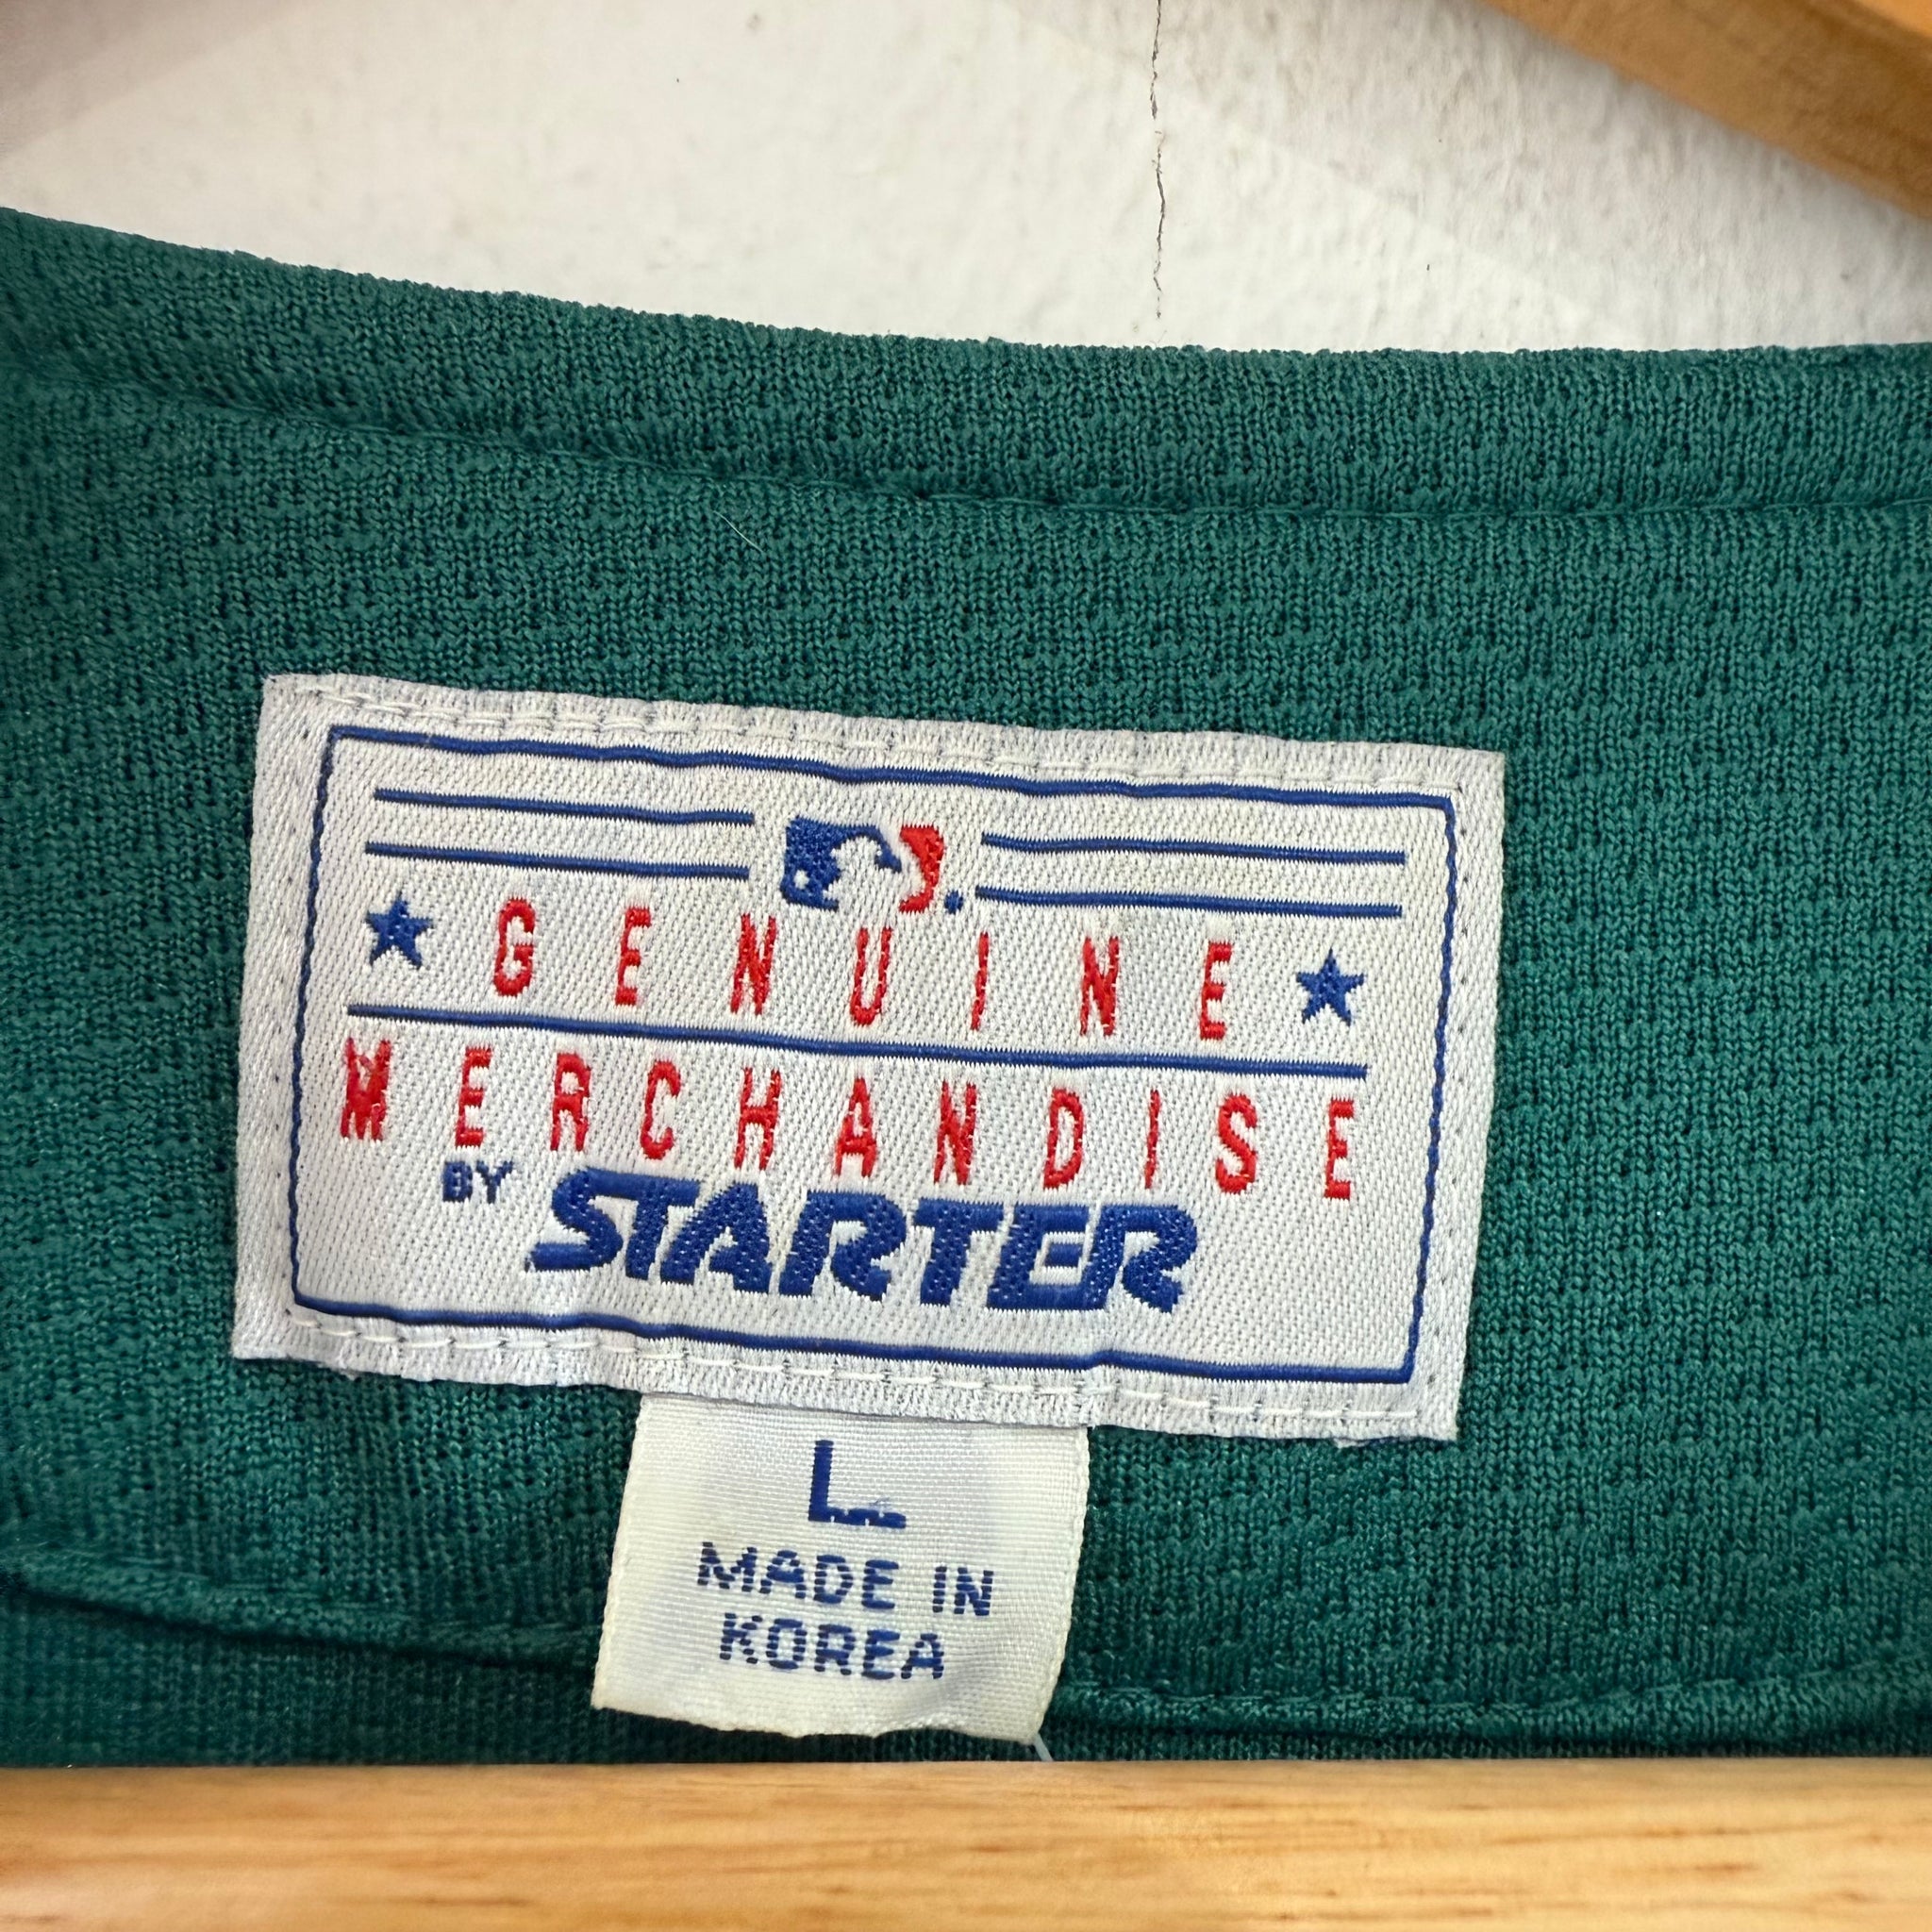 GENUINE
MERCHANDISE
BY STARTER
L
MADE IN
KOREA